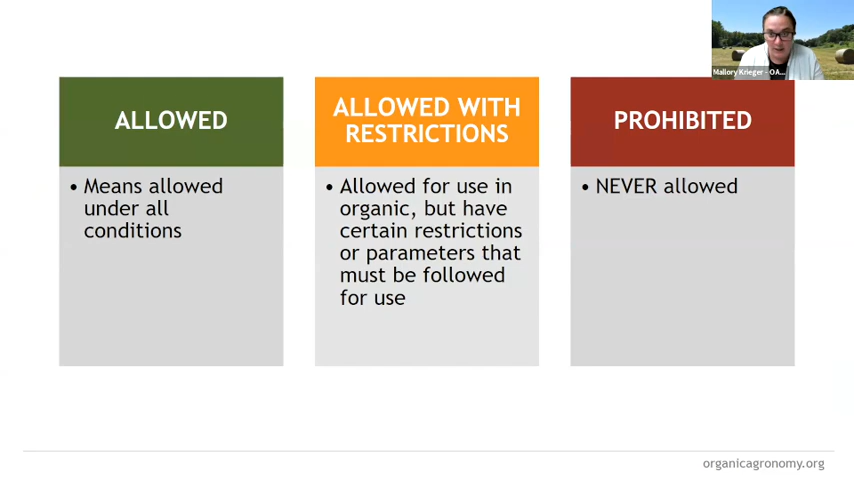 Mallory Krieger - OA...
ALLOWED
• Means allowed
under all
conditions
ALLOWED WITH
RESTRICTIONS
• Allowed for use in
organic, but have
certain restrictions
or parameters that
must be followed
for use
PROHIBITED
• NEVER allowed
organicagronomy.org